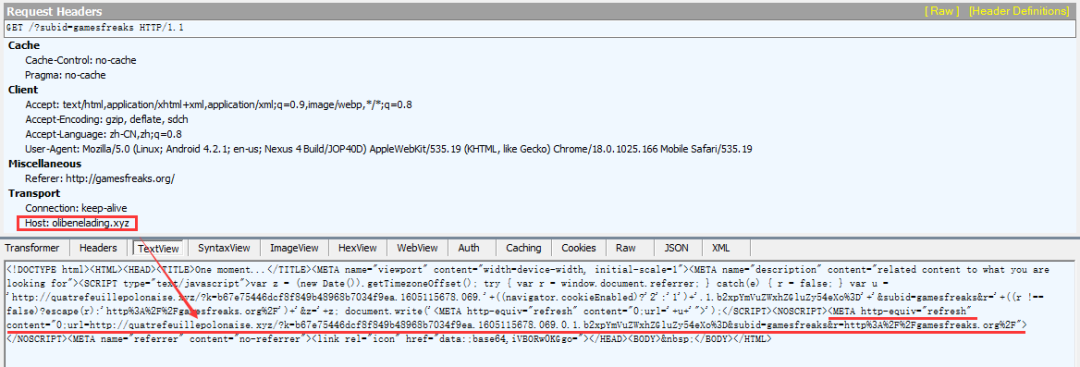 Request Headers [ Raw ] [Header Definitions]
GET /?subid=gamesfreaks HTTP/1.1
Cache
Cache-Control: no-cache
Pragma: no-cache
Client
Accept: text/html,application/xhtml+xml,application/xml;q=0.9,image/webp,*/*;q=0.8
Accept-Encoding: gzip, deflate, sdch
Accept-Language: zh-CN,zh;q=0.8
User-Agent: Mozilla/5.0 (Linux; Android 4.2.1; en-us; Nexus 4 Build/JOP40D) AppleWebKit/535.19 (KHTML, like Gecko) Chrome/18.0.1025.166 Mobile Safari/535.19
Miscellaneous
Referer: http://gamesfreaks.org/
Transport
Connection: keep-alive
Host: olibenelading.xyz
Transformer Headers TextView SyntaxView ImageView HexView WebView Auth Caching Cookies Raw JSON XML
<!DOCTYPE html><HTML><HEAD><TITLE>One moment...</TITLE><META name="viewport" content="width=device-width, initial-scale=1"><META name="description" content="related content to what you are
looking for"><SCRIPT type="text/javascript">var z = (new Date()).getTimezoneOffset(); try { var r = window.document.referrer; } catch(e) { r = false; } var u =
'http://quatrefeuillepolonaise.xyz/?k=b67e75446dcf8f849b48968b7034f9ea.1605115678.069.'+((navigator.cookieEnabled)?'2':'1')+'.1.b2xpYmVuZWxhZGluZy54eXo%3D'+'&subid=gamesfreaks&r='+((r !==
false)?escape(r):'http%3A%2F%2Fgamesfreaks.org%2F')+'&z='+z; document.write('<META http-equiv="refresh" content="0;url='+u+'">');</SCRIPT><NOSCRIPT><META http-equiv="refresh"
content="0;url=http://quatrefeuillepolonaise.xyz/?k=b67e75446dcf8f849b48968b7034f9ea.1605115678.069.0.1.b2xpYmVuZWxhZGluZy54eXo%3D&subid=gamesfreaks&r=http%3A%2F%2Fgamesfreaks.org%2F">
</NOSCRIPT><META name="referrer" content="no-referrer"><link rel="icon" href="data::base64,iVBORw0KGgo="></HEAD><BODY>&nbsp;</BODY></HTML>